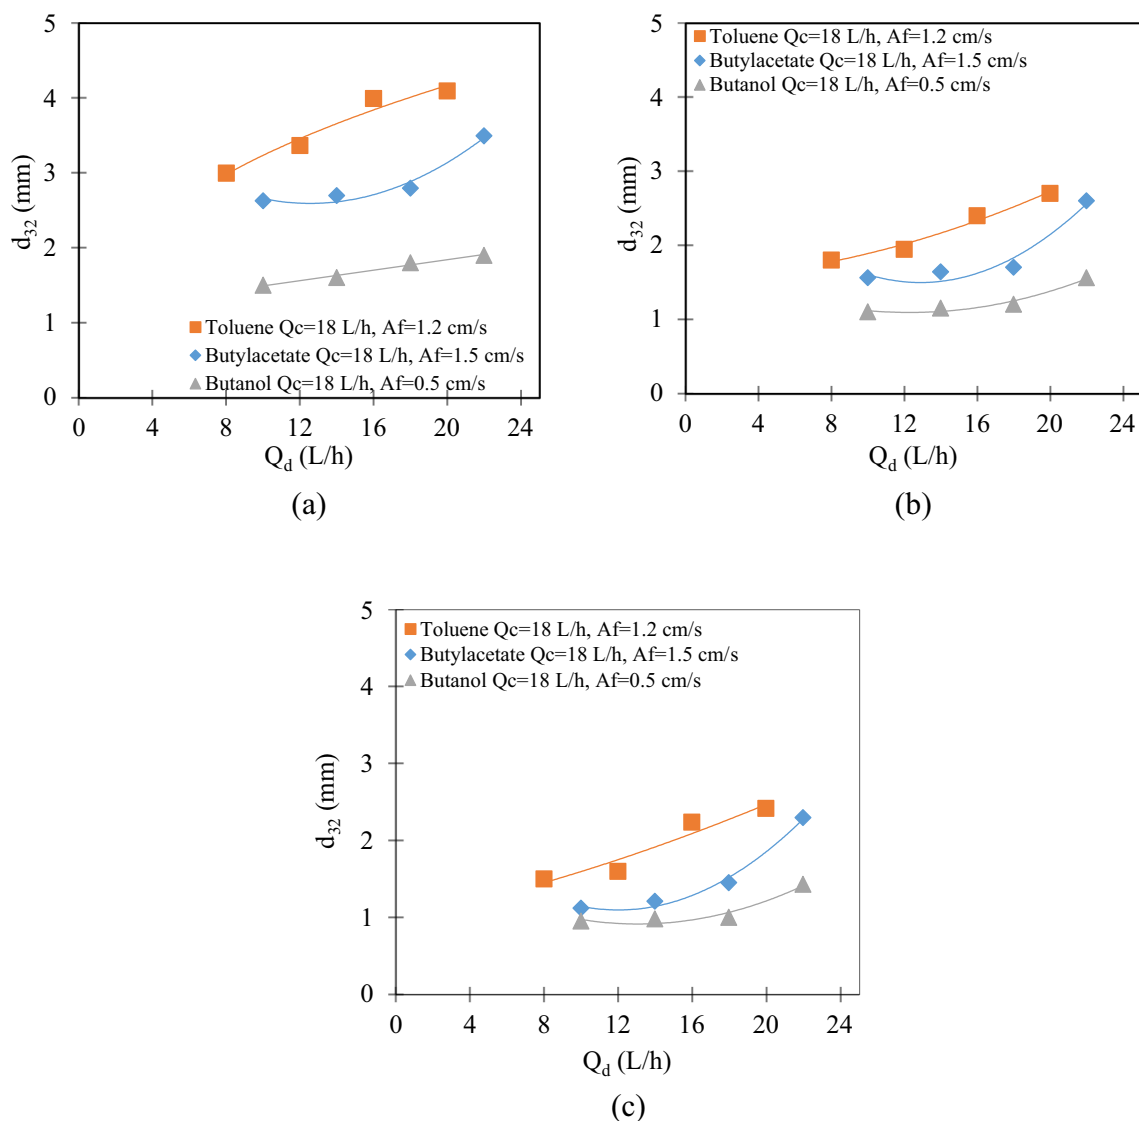 5
4
3
2
1
0
d32 (mm)
Toluene Qc=18 L/h, Af=1.2 cm/s
Butylacetate Qc=18 L/h, Af=1.5 cm/s
Butanol Qc=18 L/h, Af=0.5 cm/s
0 4 8 12 16 20 24
Qd (L/h)
(a)
5
4
3
2
1
0
d32 (mm)
Toluene Qc=18 L/h, Af=1.2 cm/s
Butylacetate Qc=18 L/h, Af=1.5 cm/s
Butanol Qc=18 L/h, Af=0.5 cm/s
0 4 8 12 16 20 24
Qd (L/h)
(b)
5
4
3
2
1
0
d32 (mm)
Toluene Qc=18 L/h, Af=1.2 cm/s
Butylacetate Qc=18 L/h, Af=1.5 cm/s
Butanol Qc=18 L/h, Af=0.5 cm/s
0 4 8 12 16 20 24
Qd (L/h)
(c)